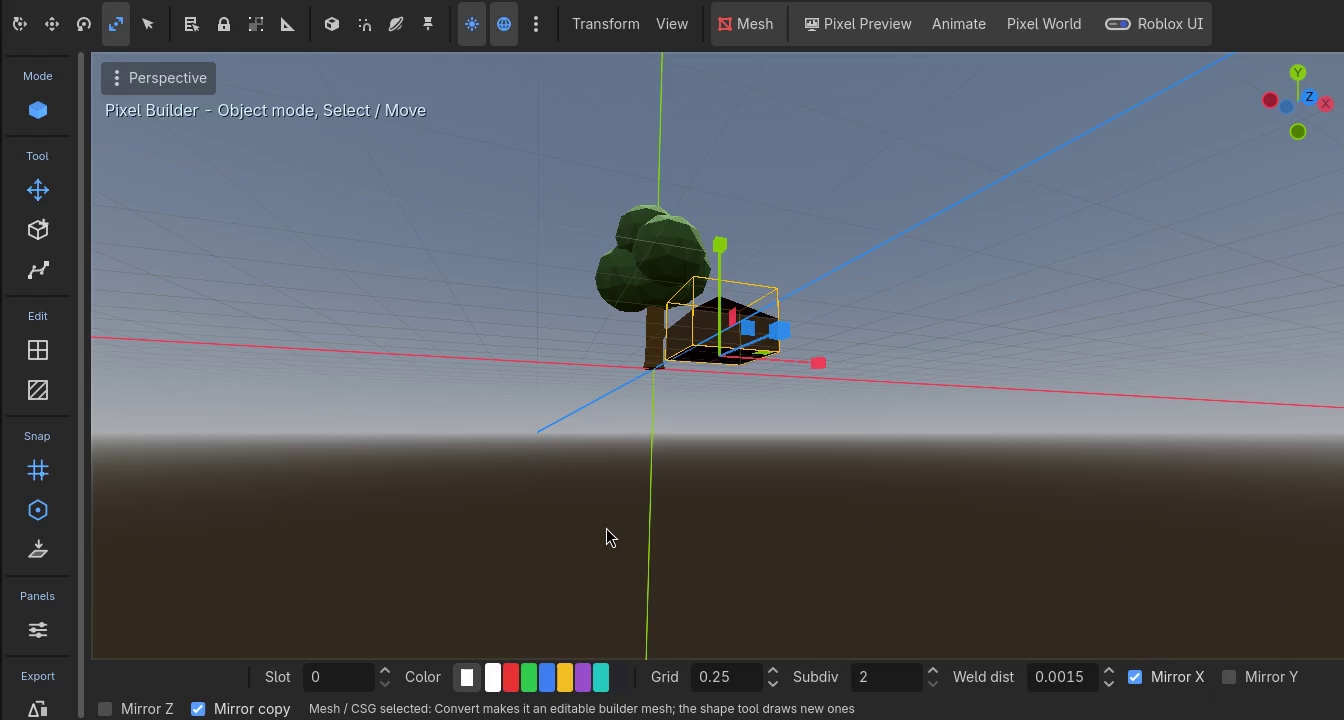 Transform View Mesh Pixel Preview Animate Pixel World Roblox UI
Mode
Perspective
Y
Z
X
Pixel Builder - Object mode, Select / Move
Tool
Edit
Snap
Panels
Export
Slot 0 Color Grid 0.25 Subdiv 2 Weld dist 0.0015 Mirror X Mirror Y
Mirror Z Mirror copy Mesh / CSG selected: Convert makes it an editable builder mesh; the shape tool draws new ones